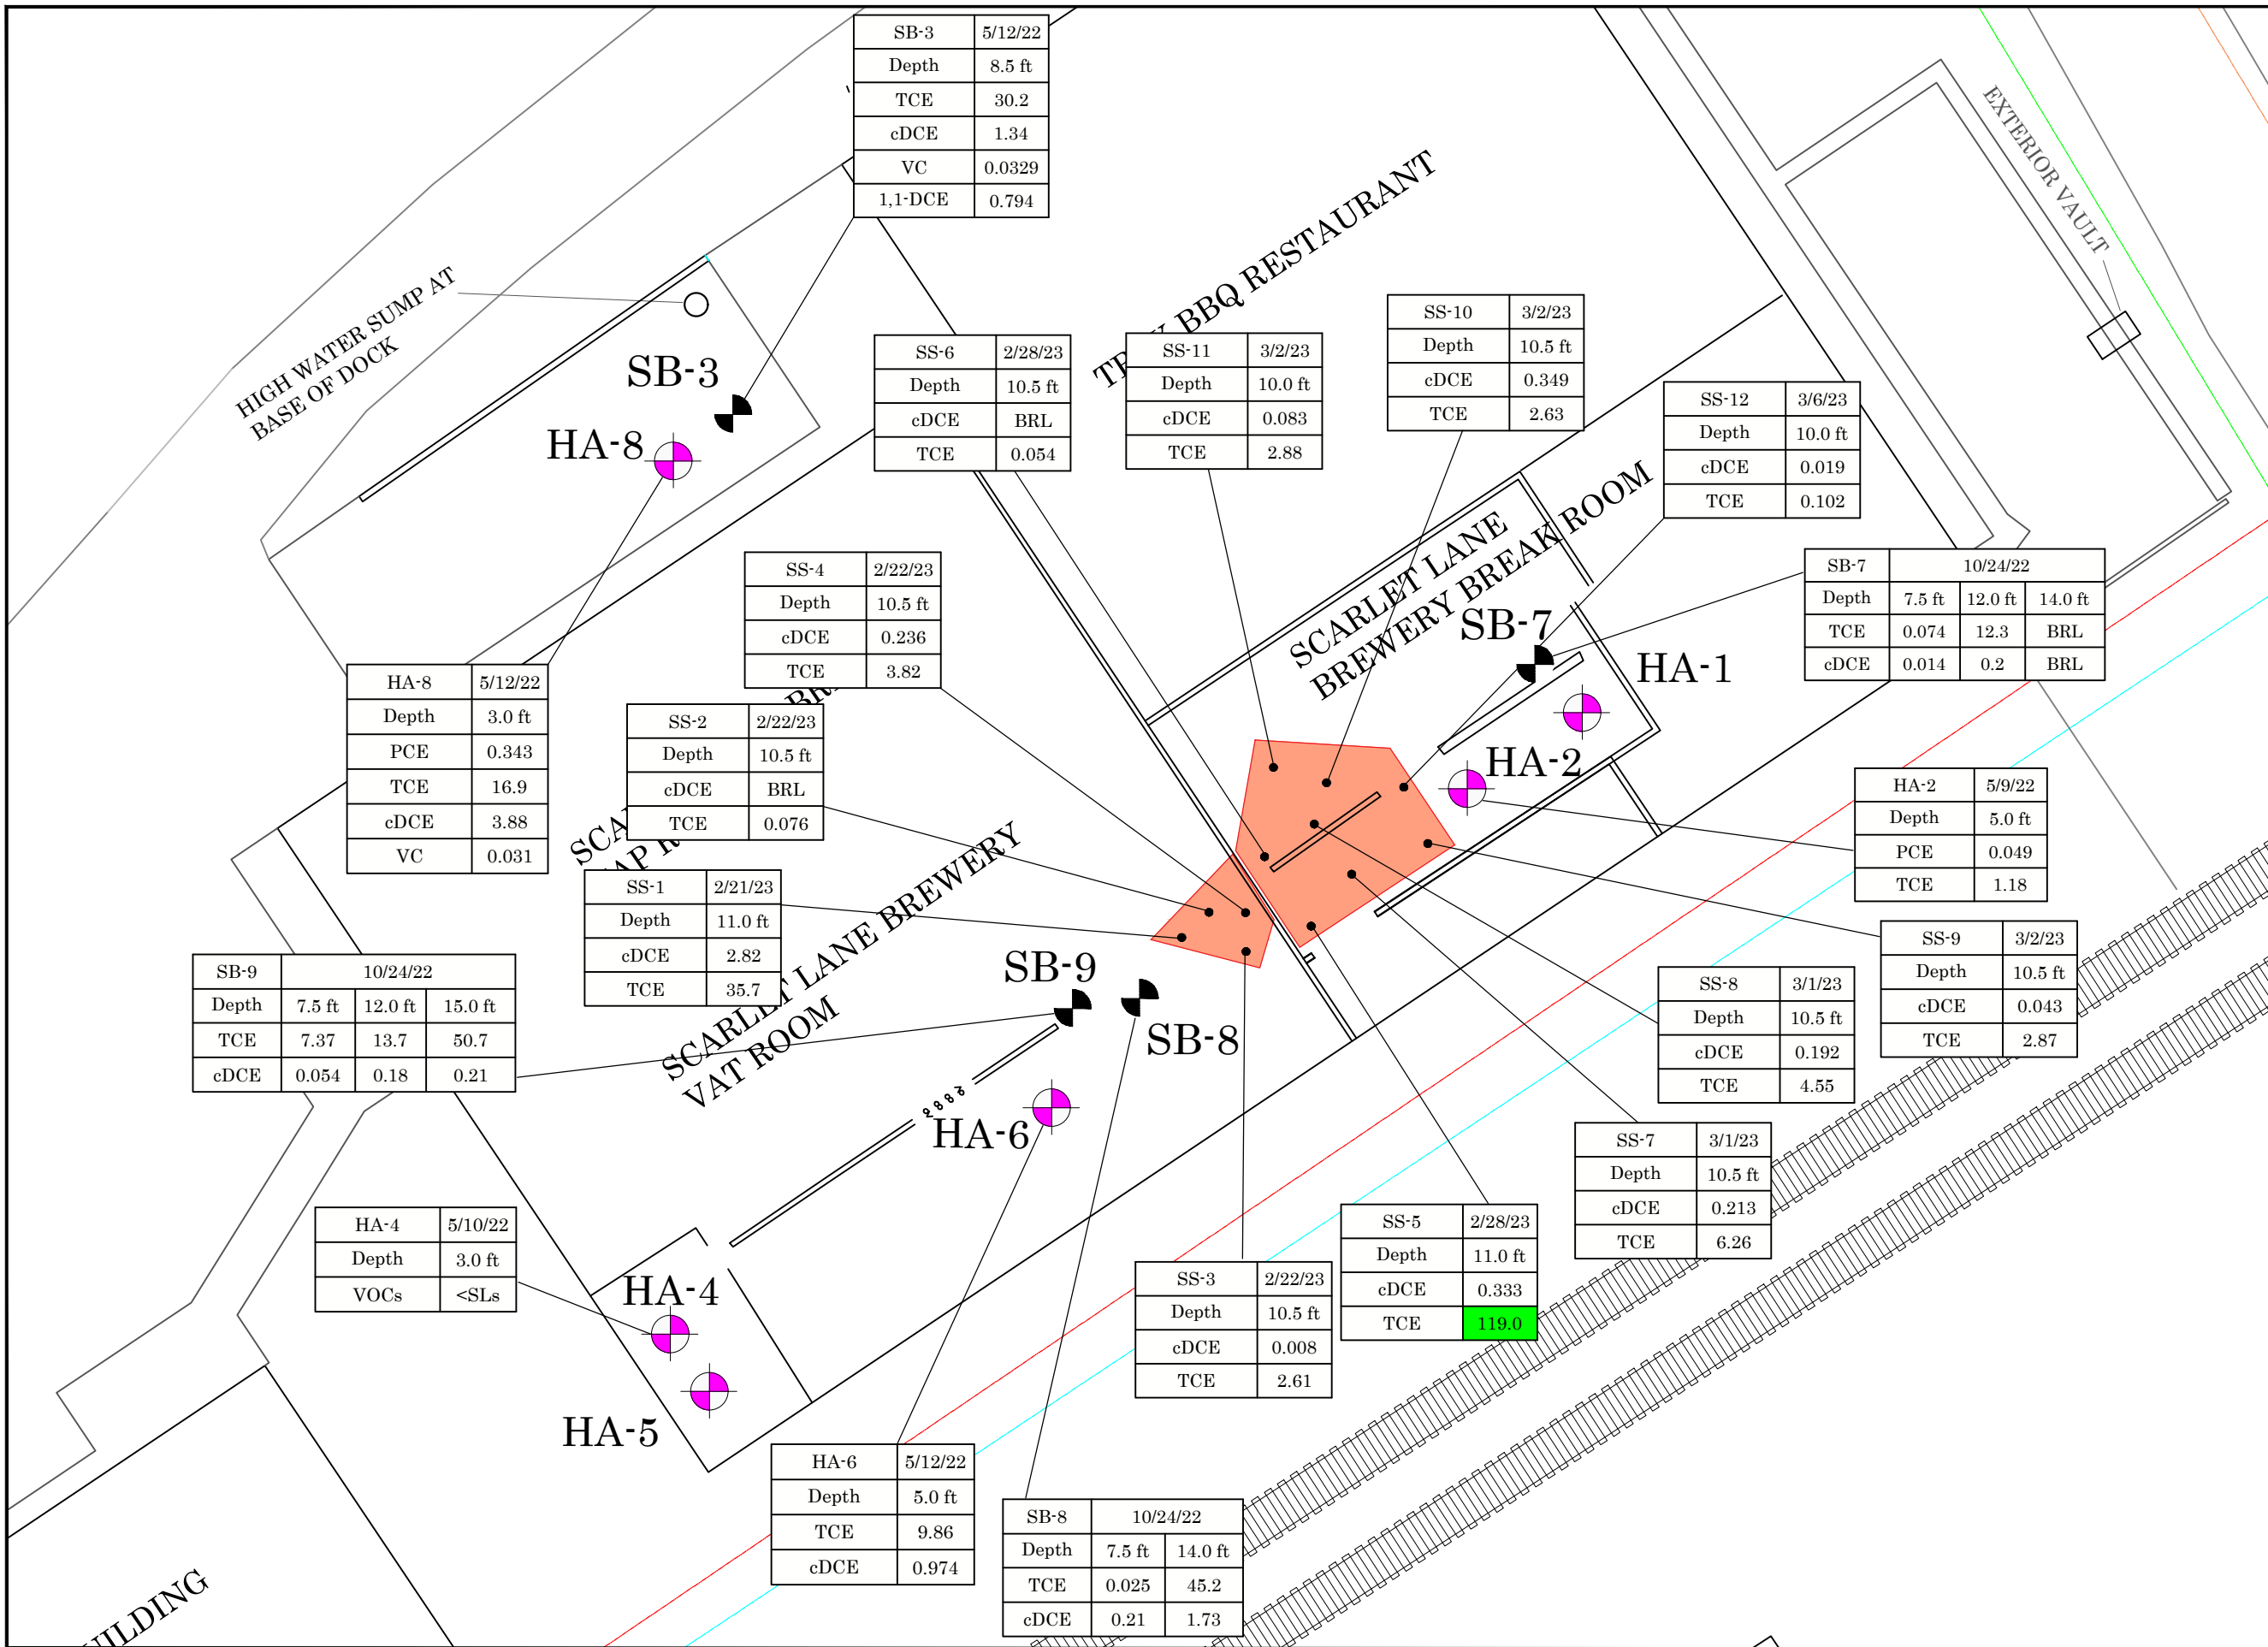 SB-3 5/12/22
Depth 8.5 ft
TCE 30.2
cDCE 1.34
VC 0.0329
1,1-DCE 0.794
EXTERIOR VAULT
HIGH WATER SUMP AT
BASE OF DOCK
BBQ RESTAURANT
SB-3
HA-8
SS-6 2/28/23
Depth 10.5 ft
cDCE BRL
TCE 0.054
SS-11 3/2/23
Depth 10.0 ft
cDCE 0.083
TCE 2.88
SS-10 3/2/23
Depth 10.5 ft
cDCE 0.349
TCE 2.63
SS-12 3/6/23
Depth 10.0 ft
cDCE 0.019
TCE 0.102
SCARLET LANE
BREWERY BREAK ROOM
SB-7
HA-1
HA-2
SB-7 10/24/22
Depth 7.5 ft 12.0 ft 14.0 ft
TCE 0.074 12.3 BRL
cDCE 0.014 0.2 BRL
SS-4 2/22/23
Depth 10.5 ft
cDCE 0.236
TCE 3.82
HA-8 5/12/22
Depth 3.0 ft
PCE 0.343
TCE 16.9
cDCE 3.88
VC 0.031
SS-2 2/22/23
Depth 10.5 ft
cDCE BRL
TCE 0.076
HA-2 5/9/22
Depth 5.0 ft
PCE 0.049
TCE 1.18
SS-1 2/21/23
Depth 11.0 ft
cDCE 2.82
TCE 35.7
SCARLET LANE BREWERY
VAT ROOM
SB-9 10/24/22
Depth 7.5 ft 12.0 ft 15.0 ft
TCE 7.37 13.7 50.7
cDCE 0.054 0.18 0.21
SB-9
SB-8
HA-6
SS-9 3/2/23
Depth 10.5 ft
cDCE 0.043
TCE 2.87
SS-8 3/1/23
Depth 10.5 ft
cDCE 0.192
TCE 4.55
SS-7 3/1/23
Depth 10.5 ft
cDCE 0.213
TCE 6.26
HA-4 5/10/22
Depth 3.0 ft
VOCs <SLs
HA-4
HA-5
SS-5 2/28/23
Depth 11.0 ft
cDCE 0.333
TCE 119.0
SS-3 2/22/23
Depth 10.5 ft
cDCE 0.008
TCE 2.61
HA-6 5/12/22
Depth 5.0 ft
TCE 9.86
cDCE 0.974
SB-8 10/24/22
Depth 7.5 ft 14.0 ft
TCE 0.025 45.2
cDCE 0.21 1.73